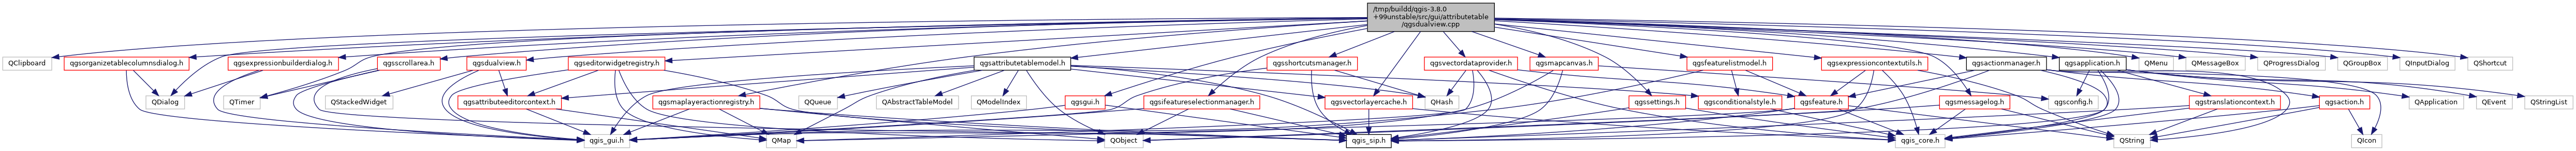 /tmp/buildd/qgis-3.8.0
+99unstable/src/gui/attributetable
/qgsdualview.cpp
QClipboard
qgsorganizetablecolumnsdialog.h
qgsexpressionbuilderdialog.h
qgsscrollarea.h
qgsdualview.h
qgseditorwidgetregistry.h
qgsattributetablemodel.h
qgsshortcutsmanager.h
qgsvectordataprovider.h
qgsmapcanvas.h
qgsfeaturelistmodel.h
qgsexpressioncontextutils.h
qgsactionmanager.h
qgsapplication.h
QMenu
QMessageBox
QProgressDialog
QGroupBox
QInputDialog
QShortcut
QDialog
QTimer
QStackedWidget
qgsattributeeditorcontext.h
qgsmaplayeractionregistry.h
QQueue
QAbstractTableModel
QModelIndex
qgsgui.h
qgsifeatureselectionmanager.h
qgsvectorlayercache.h
QHash
qgssettings.h
qgsconditionalstyle.h
qgsfeature.h
qgsmessagelog.h
qgsconfig.h
qgstranslationcontext.h
qgsaction.h
QApplication
QEvent
QStringList
qgis_gui.h
QMap
QObject
qgis_sip.h
qgis_core.h
QString
QIcon